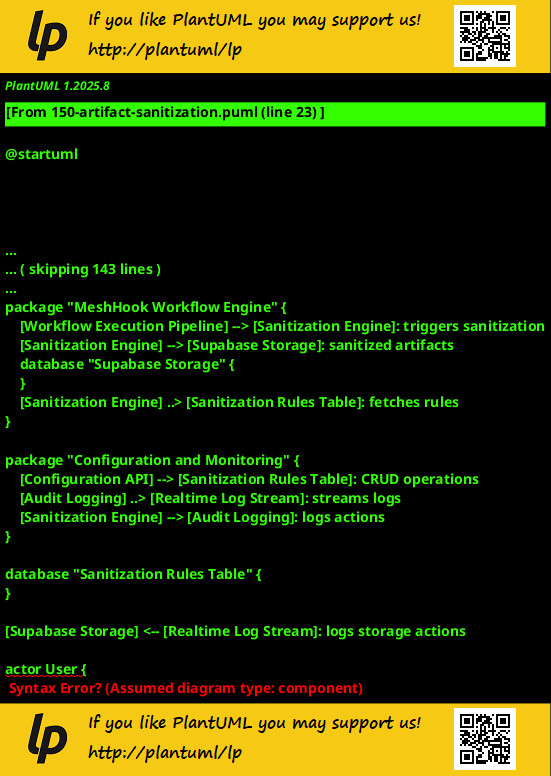 lp
If you like PlantUML you may support us!
http://plantuml/lp
PlantUML 1.2025.8
[From 150-artifact-sanitization.puml (line 23) ]
@startuml
...
... ( skipping 143 lines )
...
package "MeshHook Workflow Engine" {
[Workflow Execution Pipeline] --> [Sanitization Engine]: triggers sanitization
[Sanitization Engine] --> [Supabase Storage]: sanitized artifacts
database "Supabase Storage" {
}
[Sanitization Engine] ..> [Sanitization Rules Table]: fetches rules
}
package "Configuration and Monitoring" {
[Configuration API] --> [Sanitization Rules Table]: CRUD operations
[Audit Logging] ..> [Realtime Log Stream]: streams logs
[Sanitization Engine] --> [Audit Logging]: logs actions
}
database "Sanitization Rules Table" {
}
[Supabase Storage] <-- [Realtime Log Stream]: logs storage actions
actor User {
Syntax Error? (Assumed diagram type: component)
lp
If you like PlantUML you may support us!
http://plantuml/lp